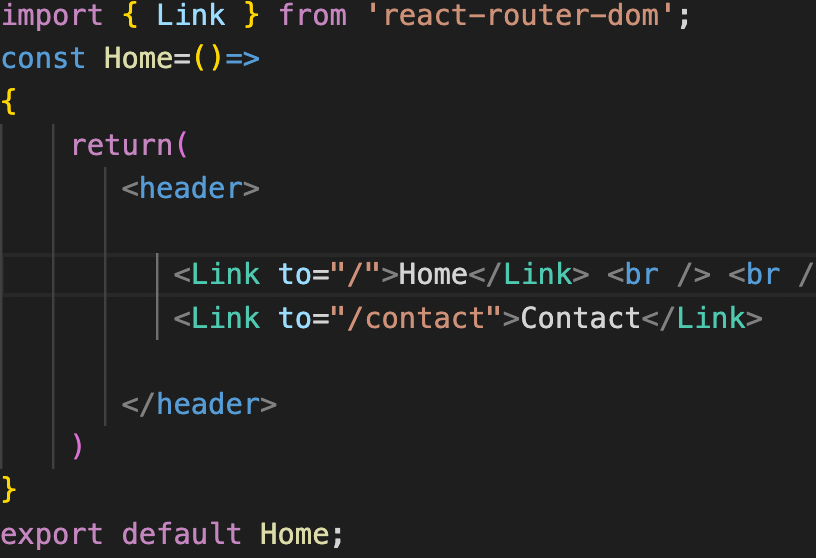 import { Link } from 'react-router-dom';
const Home=()=>
{
return(
<header>
<Link to="/">Home</Link> <br /> <br /
<Link to="/contact">Contact</Link>
</header>
)
}
export default Home;